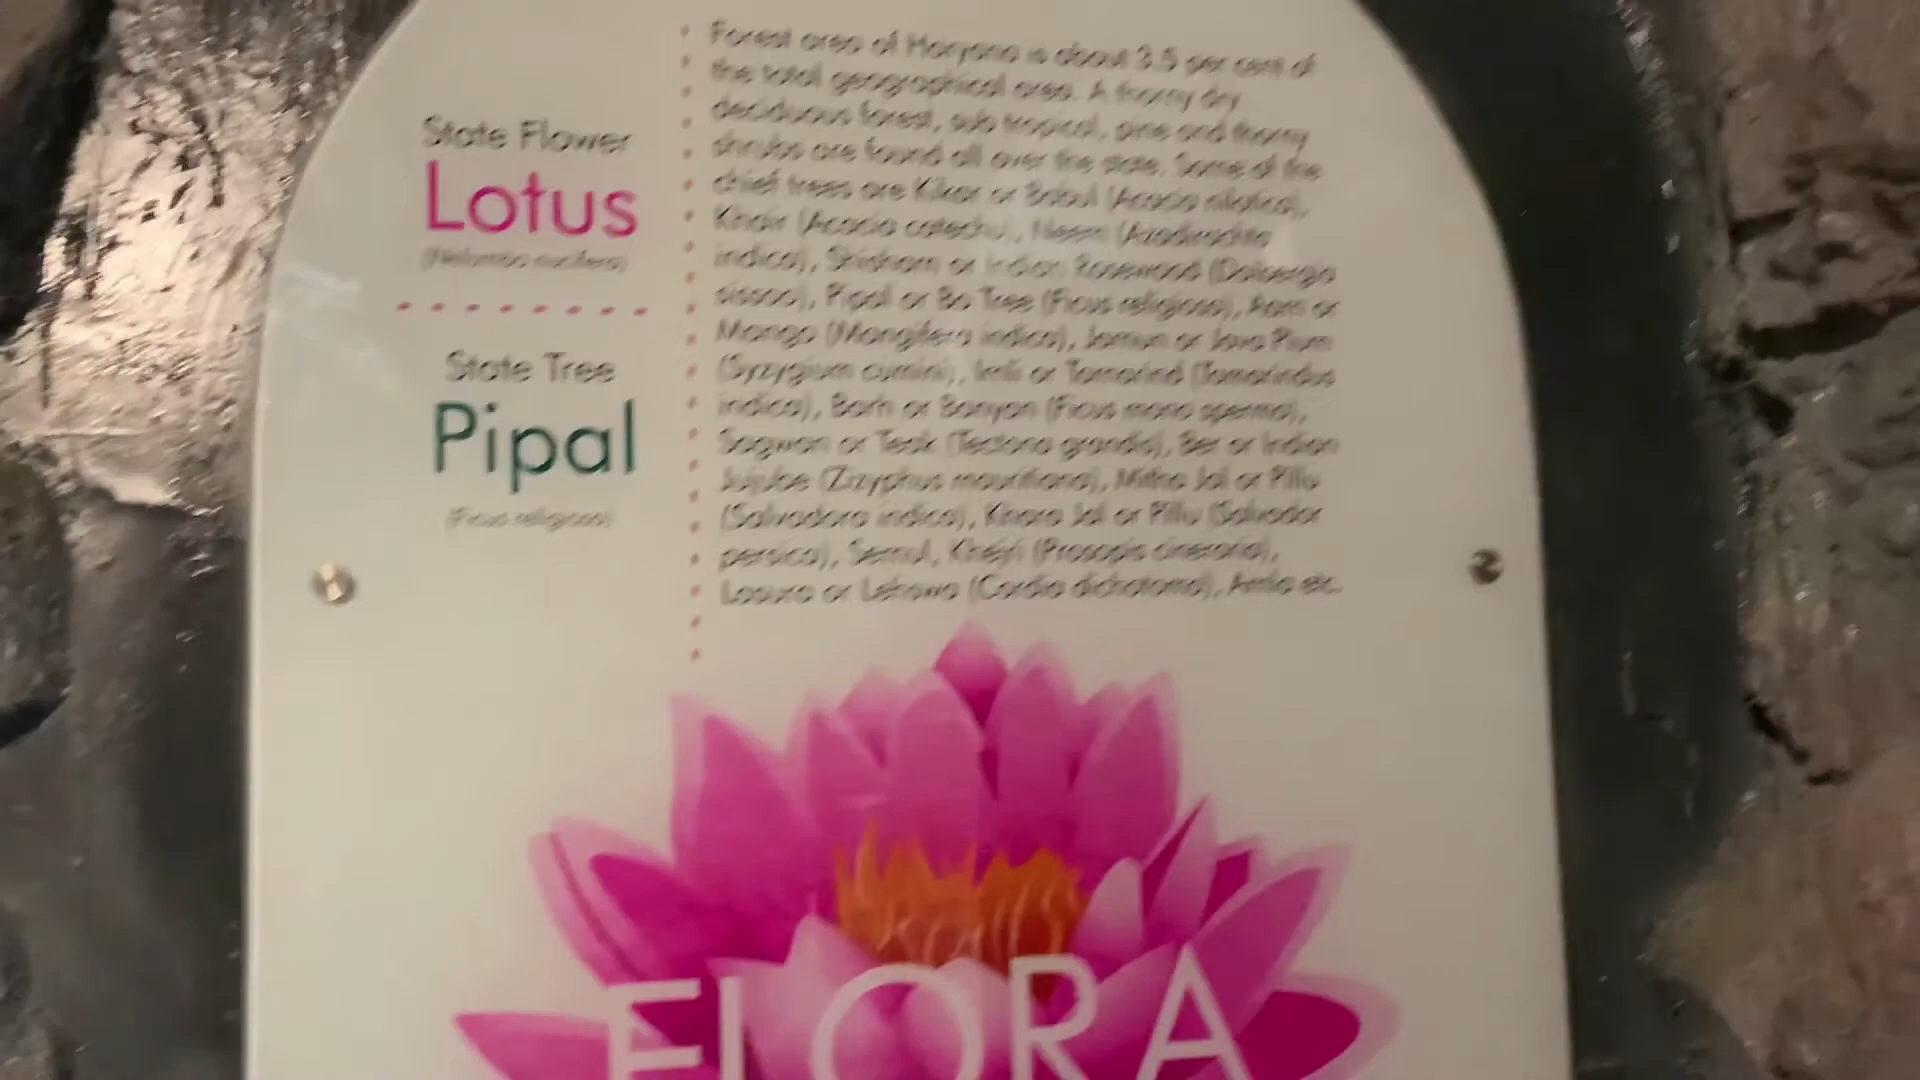 State Flower
Lotus
(Nelumbo nucifera)
State Tree
Pipal
(Ficus religiosa)
Forest area of Haryana is about 3.5 per cent of
the total geographical area. A thorny dry
deciduous forest, sub tropical, pine and thorny
shrubs are found all over the state. Some of the
chief trees are Kikar or Babul (Acacia nilotica),
Khair (Acacia catechu), Neem (Azadirachta
indica), Shisham or Indian Rosewood (Dalbergia
sissoo), Pipal or Bo Tree (Ficus religiosa), Aam or
Mango (Mangifera indica), Jamun or Java Plum
(Syzygium cumini), Imli or Tamarind (Tamarindus
indica), Barh or Banyan (Ficus mono sperma),
Sagwan or Teak (Tectona grandis), Ber or Indian
Jujube (Zizyphus mauritiana), Mitha Jal or Pillu
(Salvadora indica), Khara Jal or Pillu (Salvador
persica), Semul, Khejri (Prosopis cineraria),
Lasura or Lehswa (Cordia dichotoma), Amla etc.
FLORA